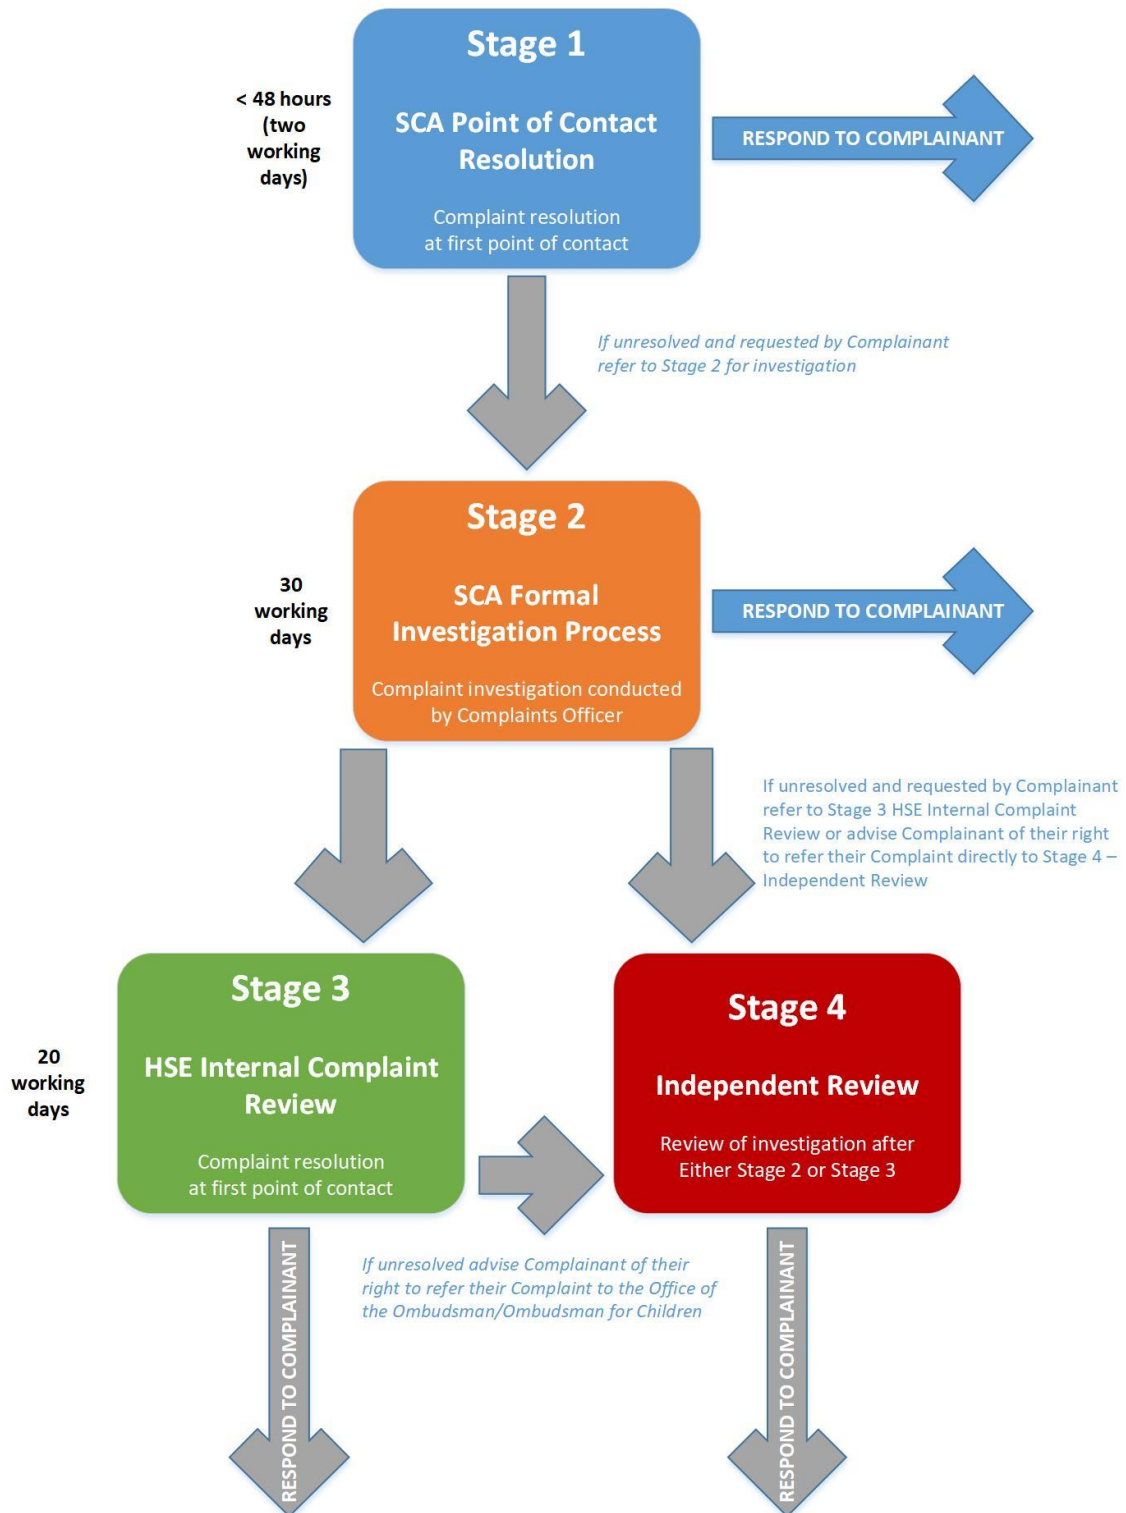 Stage 1
< 48 hours
(two
working
days)
SCA Point of Contact
Resolution
Complaint resolution
at first point of contact
RESPOND TO COMPLAINANT
If unresolved and requested by Complainant
refer to Stage 2 for investigation
Stage 2
30
working
days
SCA Formal
Investigation Process
Complaint investigation conducted
by Complaints Officer
RESPOND TO COMPLAINANT
If unresolved and requested by Complainant
refer to Stage 3 HSE Internal Complaint
Review or advise Complainant of their right
to refer their Complaint directly to Stage 4 –
Independent Review
Stage 3
20
working
days
HSE Internal Complaint
Review
Complaint resolution
at first point of contact
Stage 4
Independent Review
Review of investigation after
Either Stage 2 or Stage 3
If unresolved advise Complainant of their
right to refer their Complaint to the Office of
the Ombudsman/Ombudsman for Children
RESPOND TO COMPLAINANT
RESPOND TO COMPLAINANT